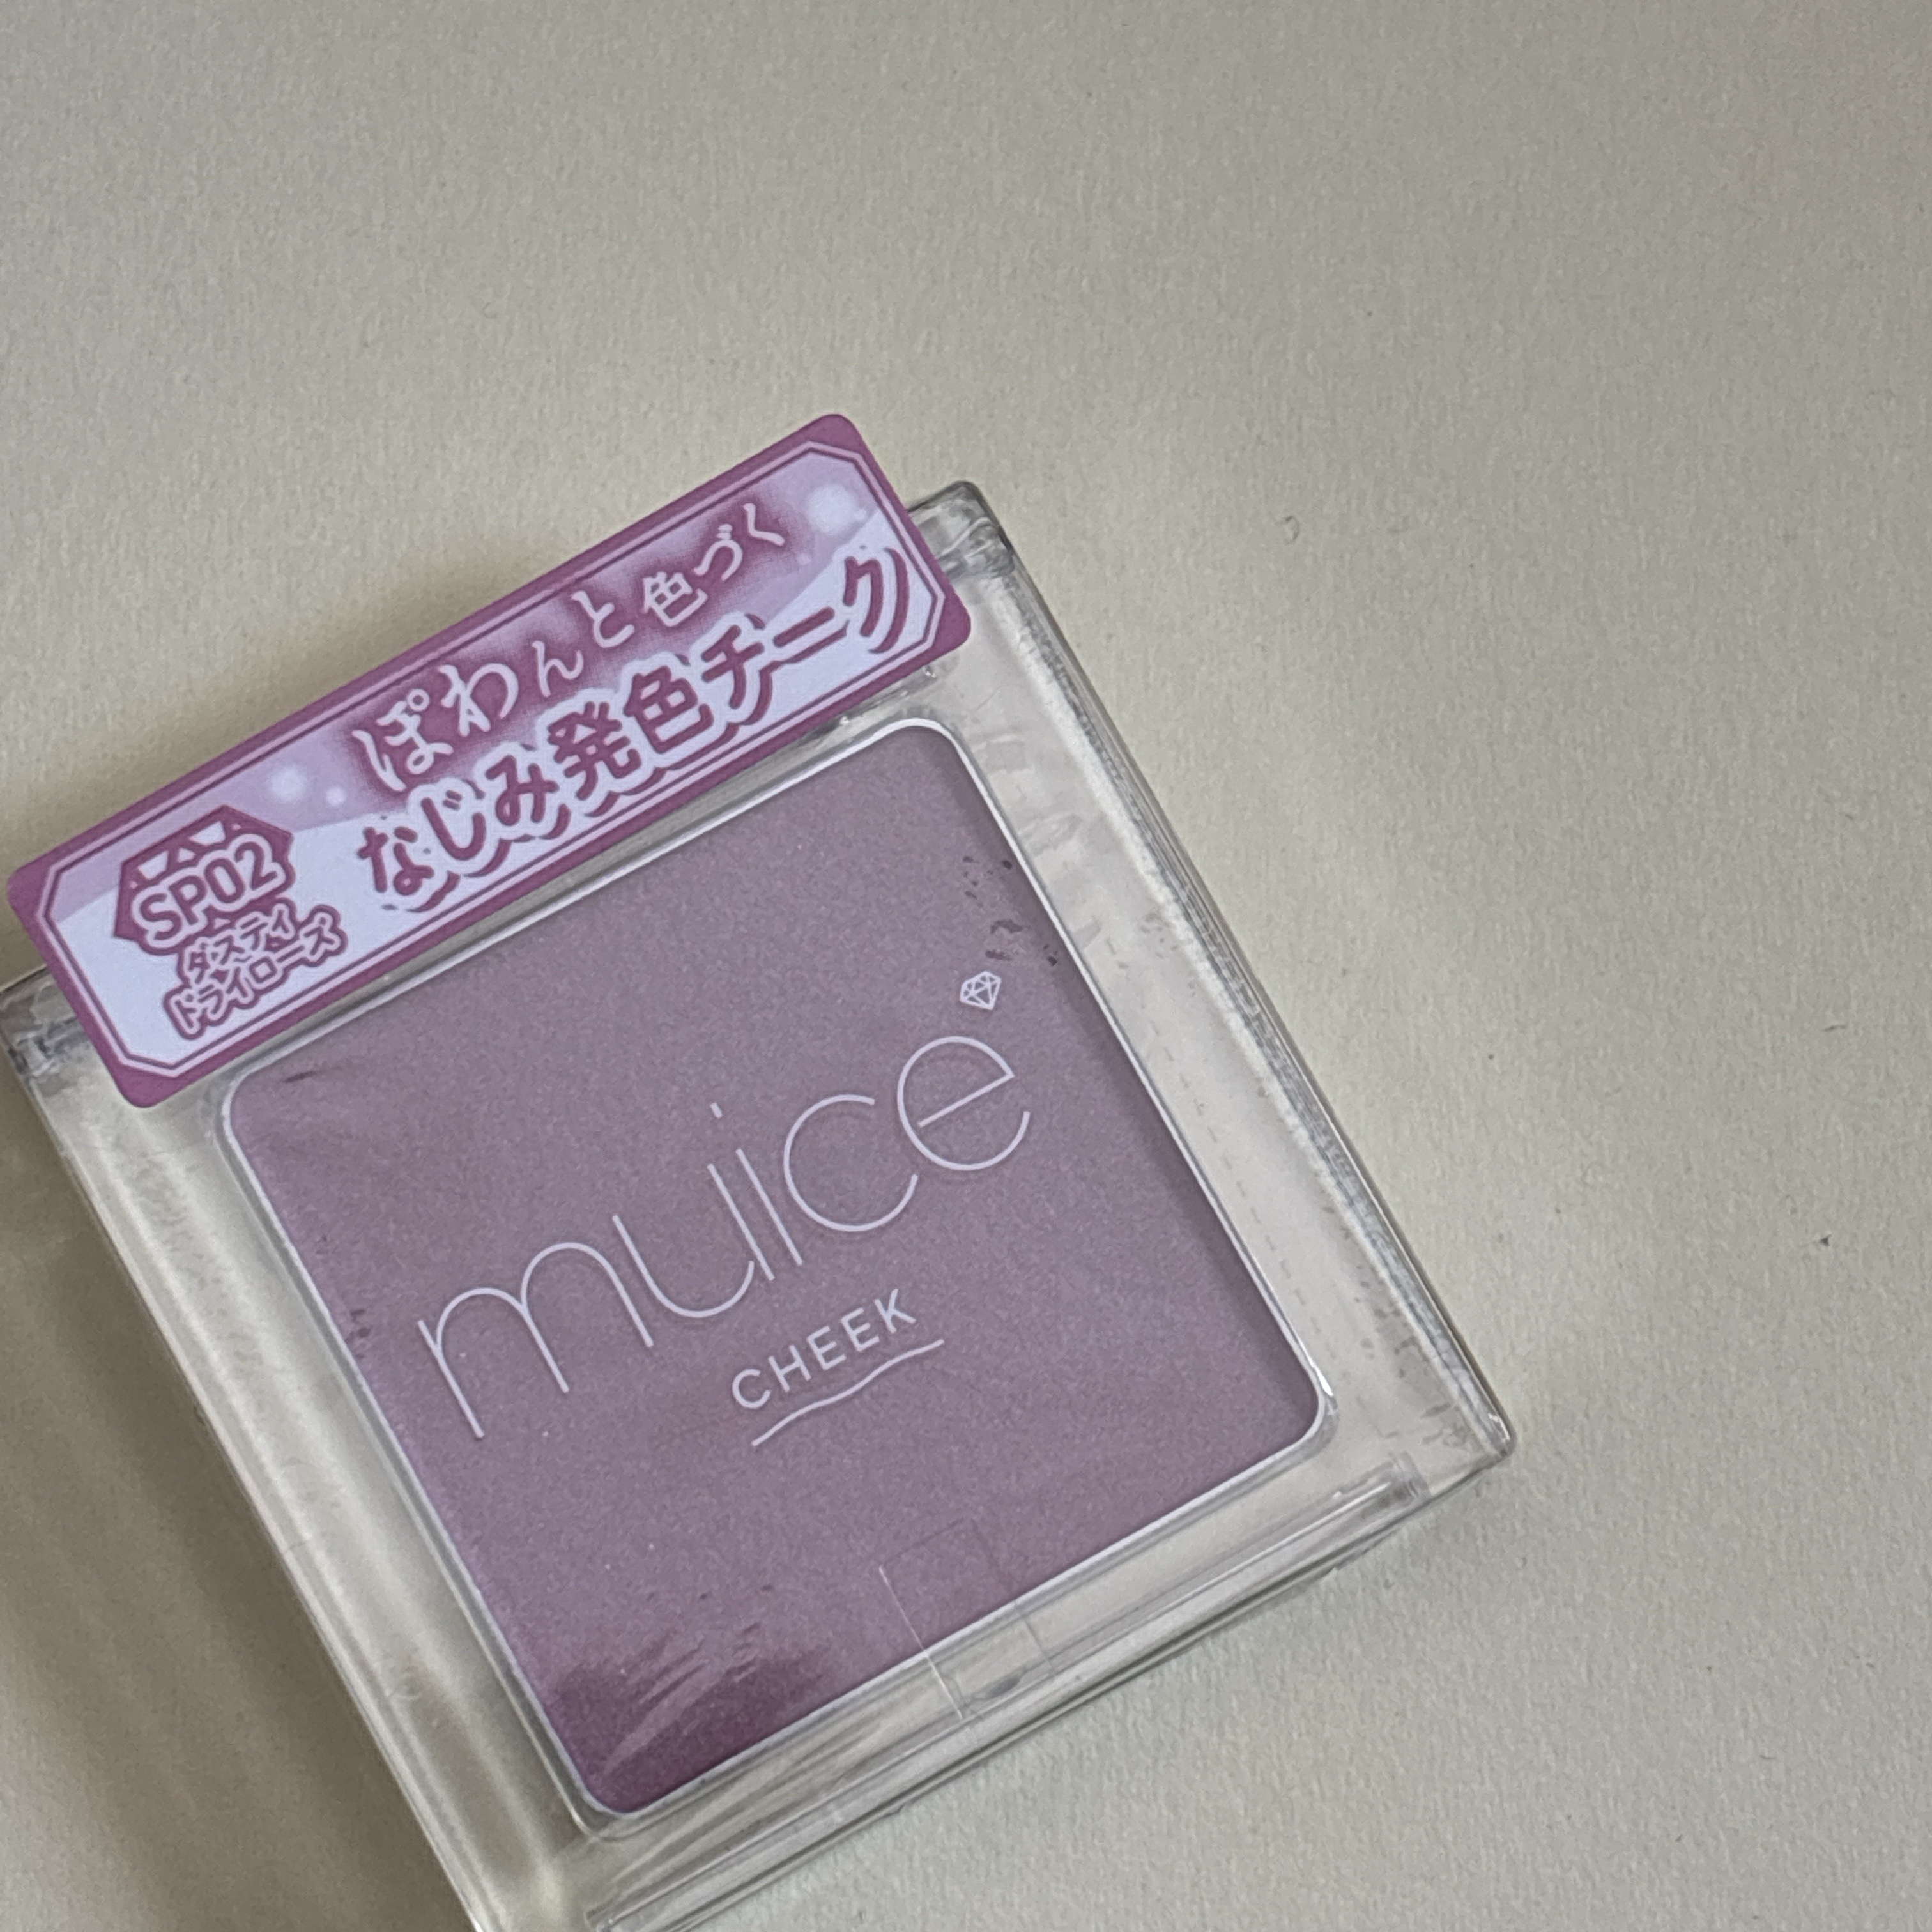 ぽわんと色づく
なじみ発色チーク
SP02
ダスティ
ドライローズ
muice
CHEEK